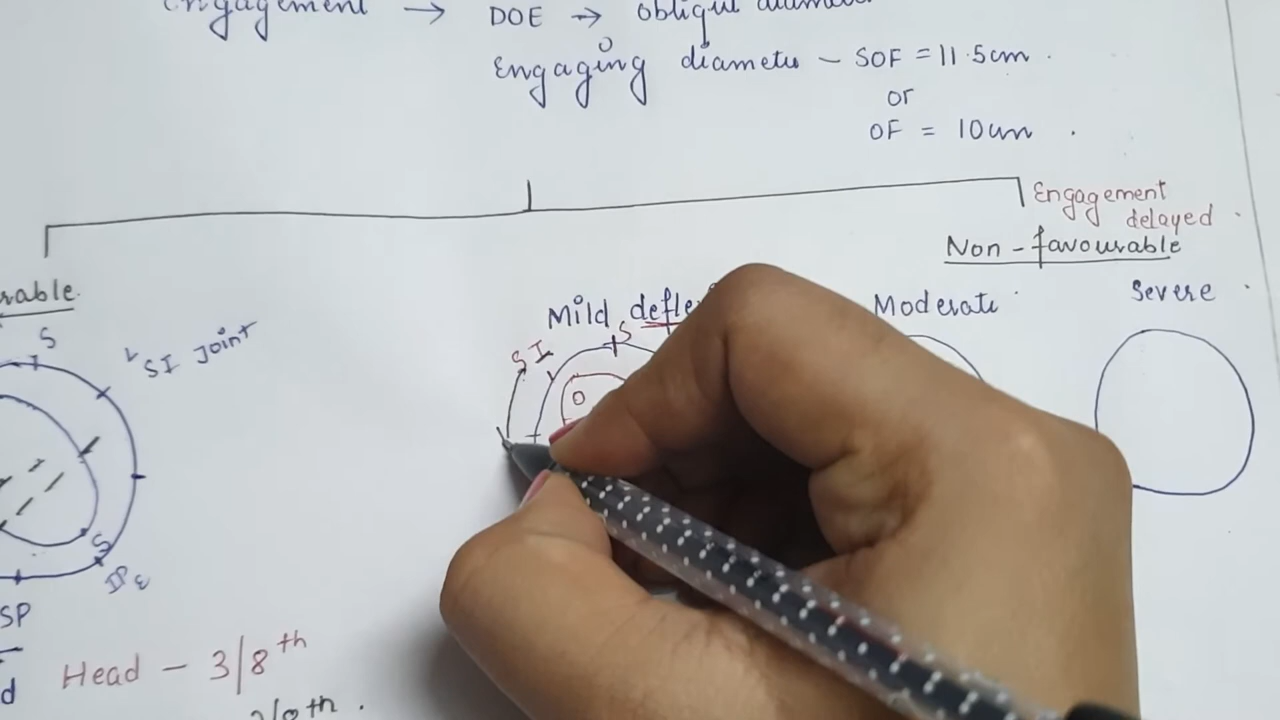 Engagement → DOE → oblique diameter
Engaging diameter – SOF = 11.5cm.
or
OF = 10cm.
Engagement
delayed.
Non-favourable
Mild
Moderate
Severe.
S
SI Joint
SI
S
O
S
SP
Head – 3/8th